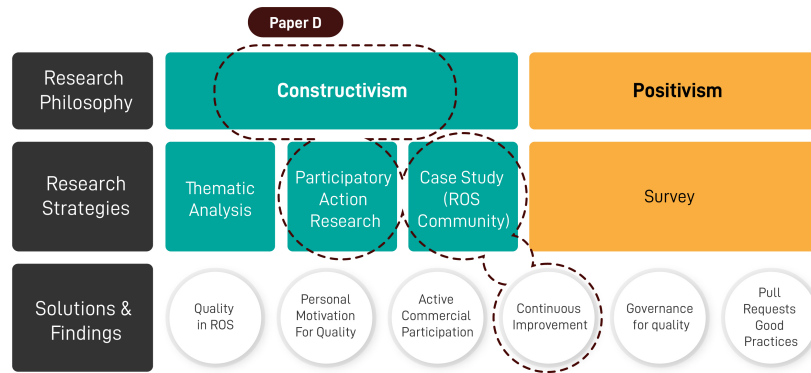 Paper D
Research
Philosophy
Constructivism
Positivism
Research
Strategies
Thematic
Analysis
Participatory
Action
Research
Case Study
(ROS
Community)
Survey
Solutions &
Findings
Quality
in ROS
Personal
Motivation
For Quality
Active
Commercial
Participation
Continuous
Improvement
Governance
for quality
Pull
Requests
Good
Practices